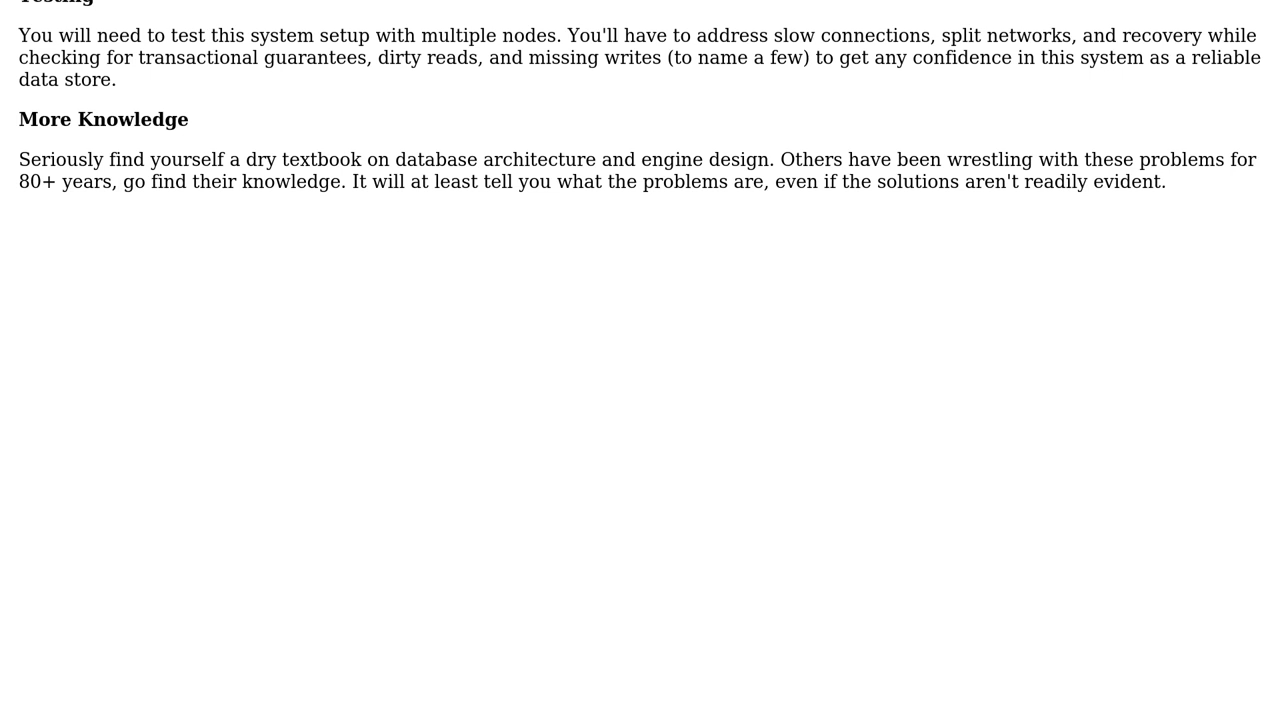 Testing
You will need to test this system setup with multiple nodes. You'll have to address slow connections, split networks, and recovery while
checking for transactional guarantees, dirty reads, and missing writes (to name a few) to get any confidence in this system as a reliable
data store.
More Knowledge
Seriously find yourself a dry textbook on database architecture and engine design. Others have been wrestling with these problems for
80+ years, go find their knowledge. It will at least tell you what the problems are, even if the solutions aren't readily evident.